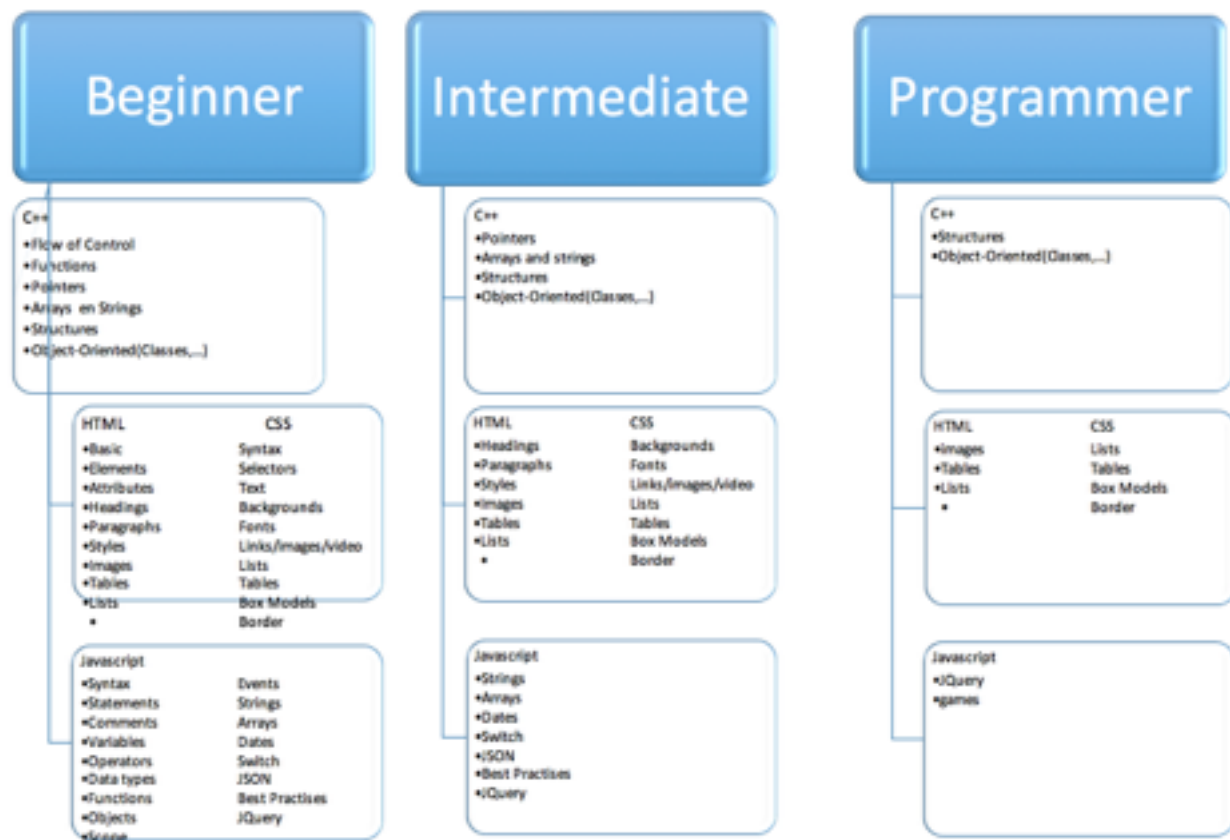 Beginner
C++
•Flow of Control
•Functions
•Pointers
•Arrays en Strings
•Structures
•Object-Oriented(Classes,...)
HTML CSS
•Basic Syntax
•Elements Selectors
•Attributes Text
•Headings Backgrounds
•Paragraphs Fonts
•Styles Links/images/video
•Images Lists
•Tables Tables
•Lists Box Models
• Border
Javascript
•Syntax Events
•Statements Strings
•Comments Arrays
•Variables Dates
•Operators Switch
•Data types JSON
•Functions Best Practises
•Objects JQuery
•Scope
Intermediate
C++
•Pointers
•Arrays and strings
•Structures
•Object-Oriented(Classes,...)
HTML CSS
•Headings Backgrounds
•Paragraphs Fonts
•Styles Links/images/video
•Images Lists
•Tables Tables
•Lists Box Models
• Border
Javascript
•Strings
•Arrays
•Dates
•Switch
•JSON
•Best Practises
•JQuery
Programmer
C++
•Structures
•Object-Oriented(Classes,...)
HTML CSS
•Images Lists
•Tables Tables
•Lists Box Models
• Border
Javascript
•JQuery
•games